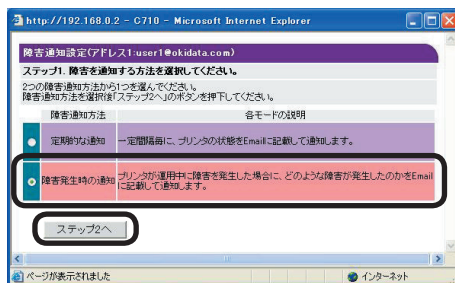 http://192.168.0.2 - C710 - Microsoft Internet Explorer
障害通知設定(アドレス1:user1@okidata.com)
ステップ1. 障害を通知する方法を選択してください。
2つの障害通知方法から1つを選んでください。
障害通知方法を選択後「ステップ2へ」のボタンを押下してください。
障害通知方法 各モードの説明
定期的な通知 一定間隔毎に、プリンタの状態をEmailに記載して通知します。
障害発生時の通知 プリンタが運用中に障害を発生した場合に、どのような障害が発生したのかをEmail
に記載して通知します。
ステップ2へ
ページが表示されました インターネット